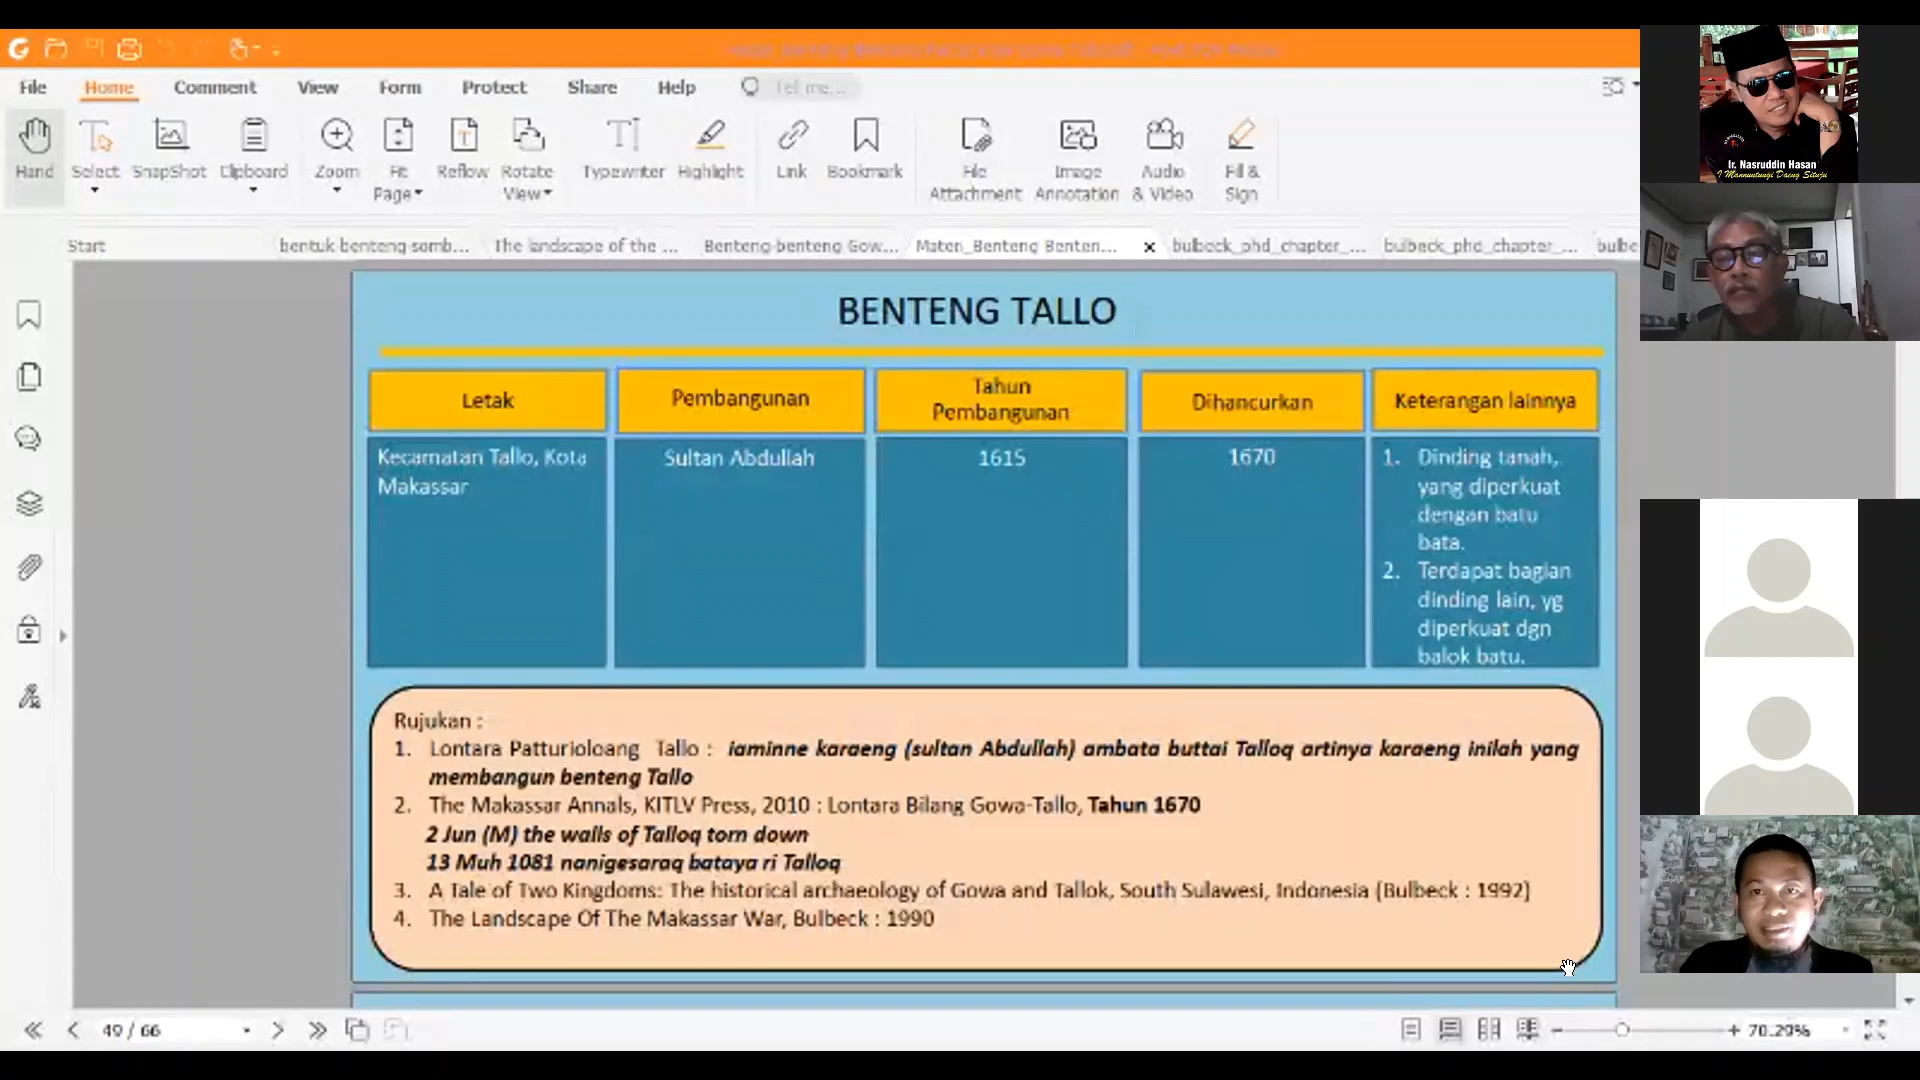 File Home Comment View Form Protect Share Help Tell me...
Hand Select SnapShot Clipboard Zoom Fit Page Reflow Rotate View Typewriter Highlight Link Bookmark File Attachment Image Annotation Audio & Video Fill & Sign
Start bentuk benteng somb... The landscape of the ... Benteng-benteng Gow... Materi_Benteng Benten... bulbeck_phd_chapter_... bulbeck_phd_chapter_... bulbe
BENTENG TALLO
Letak
Pembangunan
Tahun
Pembangunan
Dihancurkan
Keterangan lainnya
Kecamatan Tallo, Kota
Makassar
Sultan Abdullah
1615
1670
1. Dinding tanah,
yang diperkuat
dengan batu
bata.
2. Terdapat bagian
dinding lain, yg
diperkuat dgn
balok batu.
Rujukan :
1. Lontara Patturioloang Tallo : iaminne karaeng (sultan Abdullah) ambata buttai Talloq artinya karaeng inilah yang
membangun benteng Tallo
2. The Makassar Annals, KITLV Press, 2010 : Lontara Bilang Gowa-Tallo, Tahun 1670
2 Jun (M) the walls of Talloq torn down
13 Muh 1081 nanigesaraq bataya ri Talloq
3. A Tale of Two Kingdoms: The historical archaeology of Gowa and Tallok, South Sulawesi, Indonesia (Bulbeck : 1992)
4. The Landscape Of The Makassar War, Bulbeck : 1990
49 / 66
70.29%
Ir. Nasruddin Hasan
I Mannuntungi Daeng Situju